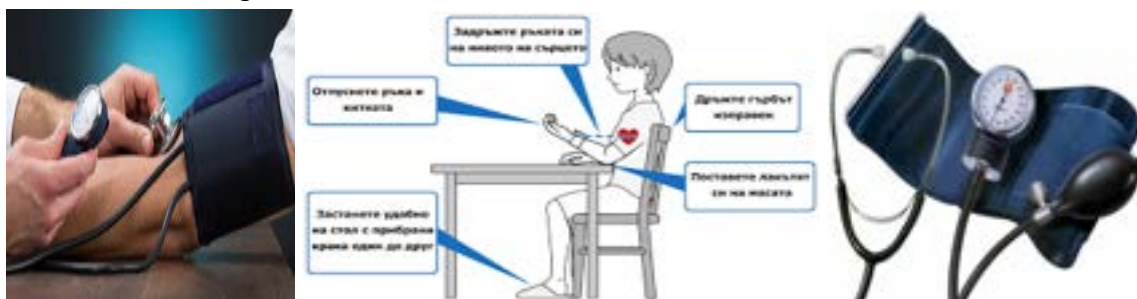 Задръжте ръката си
на нивото на сърцето
Отпуснете ръка и
китката
Дръжте гърбът
изправен
Поставете лакътят
си на масата
Застанете удобно
на стол с прибрани
крака един до друг